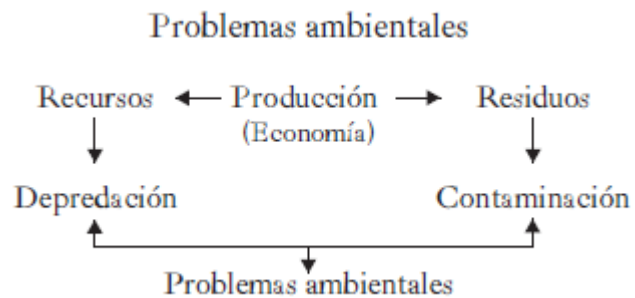 Problemas ambientales
Recursos Producción Residuos
(Economía)
Depredación Contaminación
Problemas ambientales